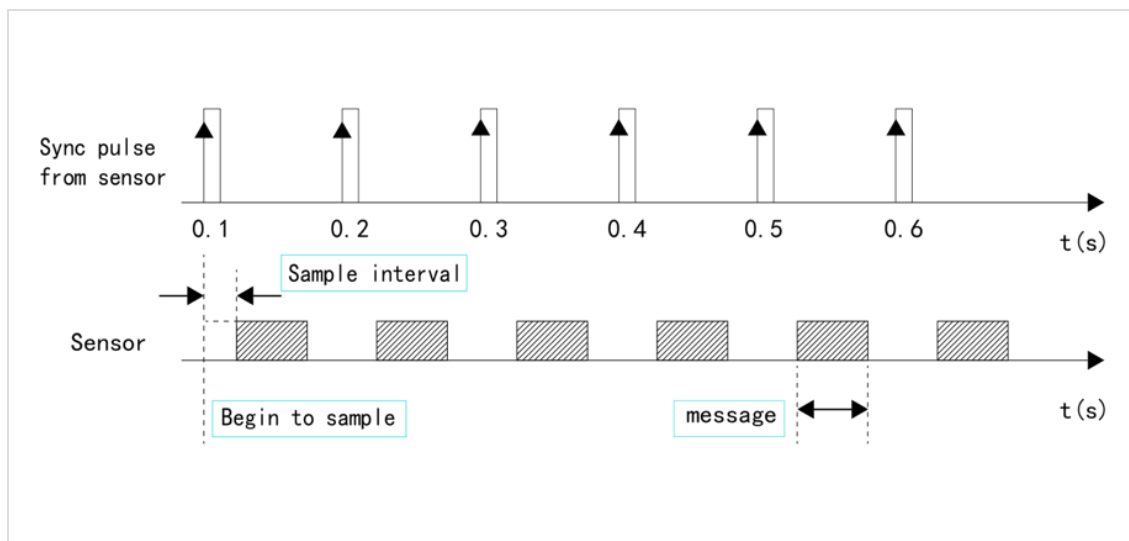 Sync pulse
from sensor
0.1 0.2 0.3 0.4 0.5 0.6
t(s)
Sample interval
Sensor
Begin to sample
message
t(s)